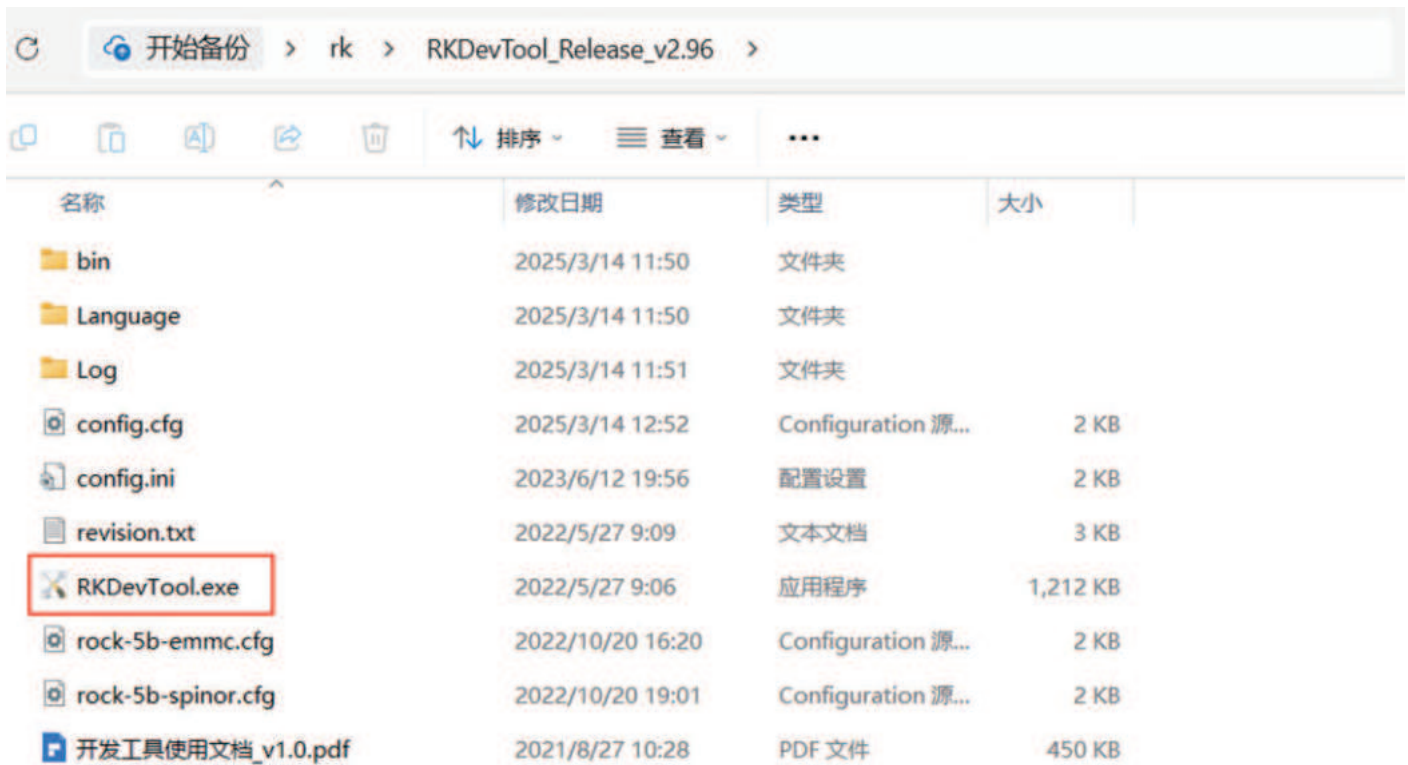 开始备份 > rk > RKDevTool_Release_v2.96 >
排序 查看 ...
名称 修改日期 类型 大小
bin 2025/3/14 11:50 文件夹
Language 2025/3/14 11:50 文件夹
Log 2025/3/14 11:51 文件夹
config.cfg 2025/3/14 12:52 Configuration 源... 2 KB
config.ini 2023/6/12 19:56 配置设置 2 KB
revision.txt 2022/5/27 9:09 文本文档 3 KB
RKDevTool.exe 2022/5/27 9:06 应用程序 1,212 KB
rock-5b-emmc.cfg 2022/10/20 16:20 Configuration 源... 2 KB
rock-5b-spinor.cfg 2022/10/20 19:01 Configuration 源... 2 KB
开发工具使用文档_v1.0.pdf 2021/8/27 10:28 PDF 文件 450 KB